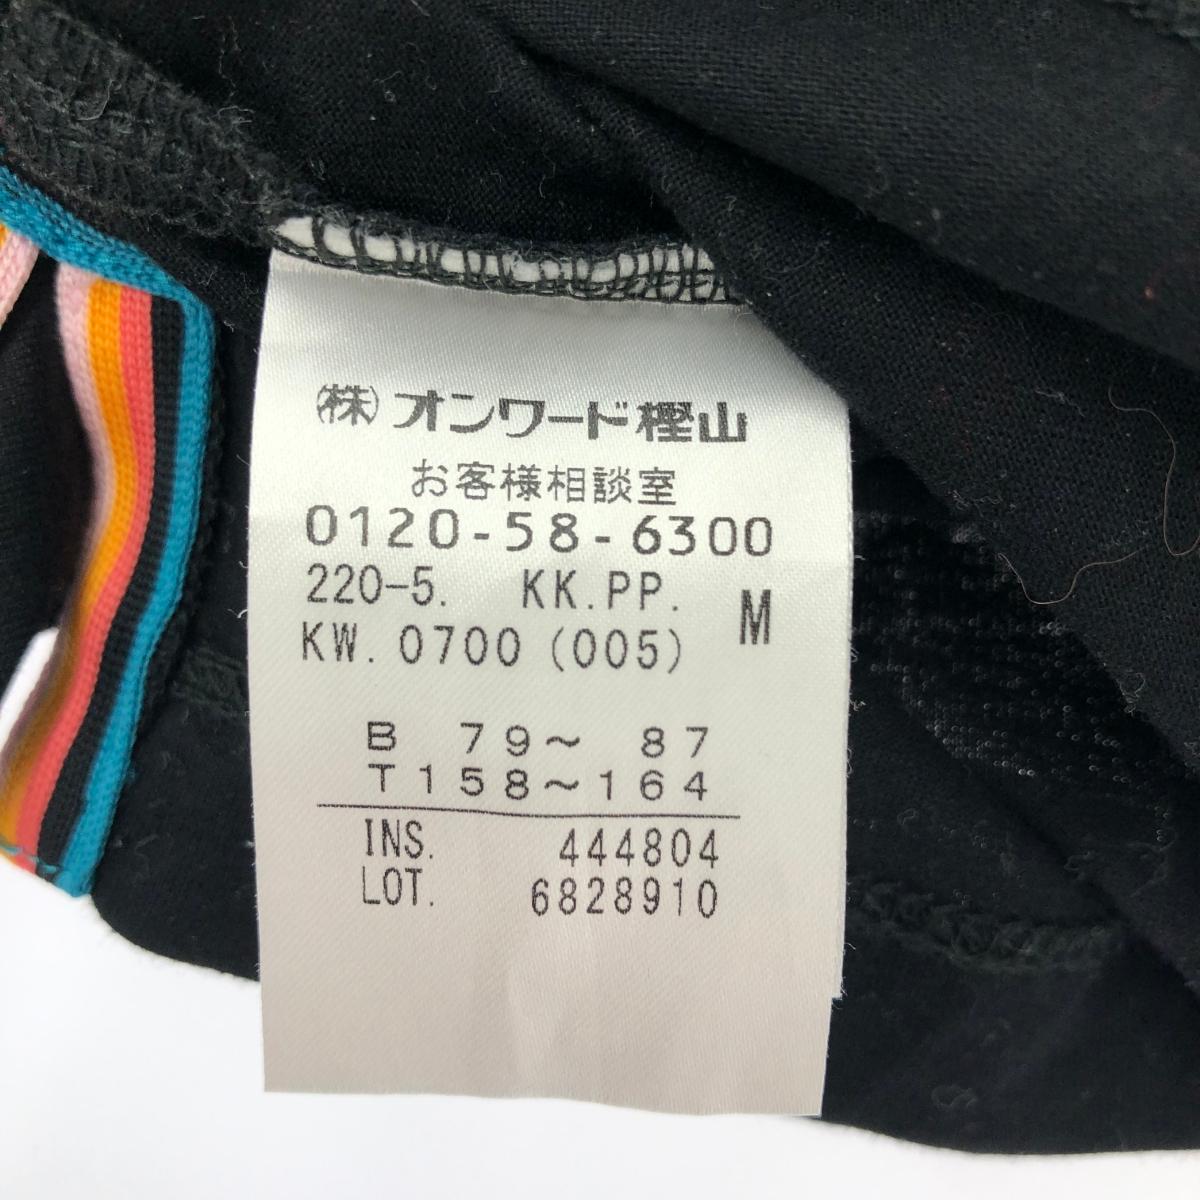 ㈱オンワード樫山
お客様相談室
0120-58-6300
220-5. KK.PP. M
KW. 0700 (005)
B 79～ 87
T158～164
INS. 444804
LOT. 6828910